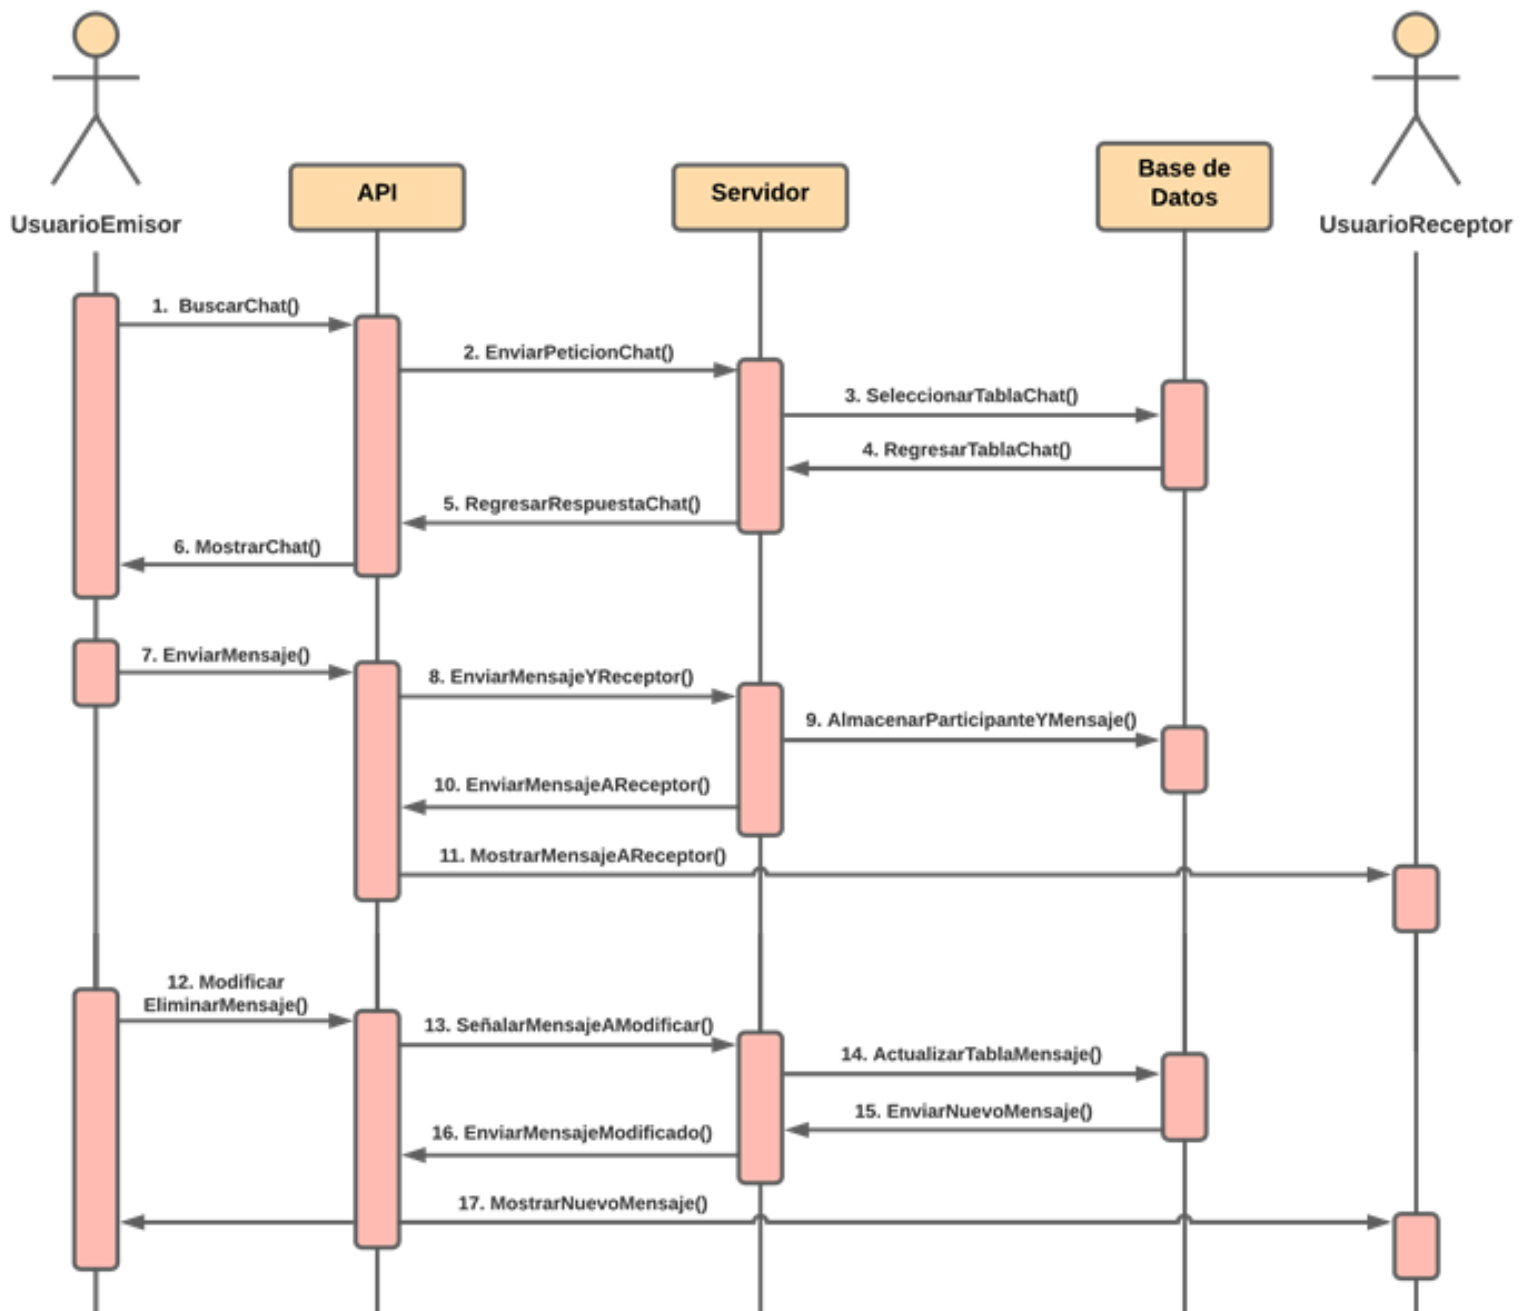 UsuarioEmisor
API
Servidor
Base de
Datos
UsuarioReceptor
1. BuscarChat()
2. EnviarPeticionChat()
3. SeleccionarTablaChat()
4. RegresarTablaChat()
5. RegresarRespuestaChat()
6. MostrarChat()
7. EnviarMensaje()
8. EnviarMensajeYReceptor()
9. AlmacenarParticipanteYMensaje()
10. EnviarMensajeAReceptor()
11. MostrarMensajeAReceptor()
12. Modificar
EliminarMensaje()
13. SeñalarMensajeAModificar()
14. ActualizarTablaMensaje()
15. EnviarNuevoMensaje()
16. EnviarMensajeModificado()
17. MostrarNuevoMensaje()